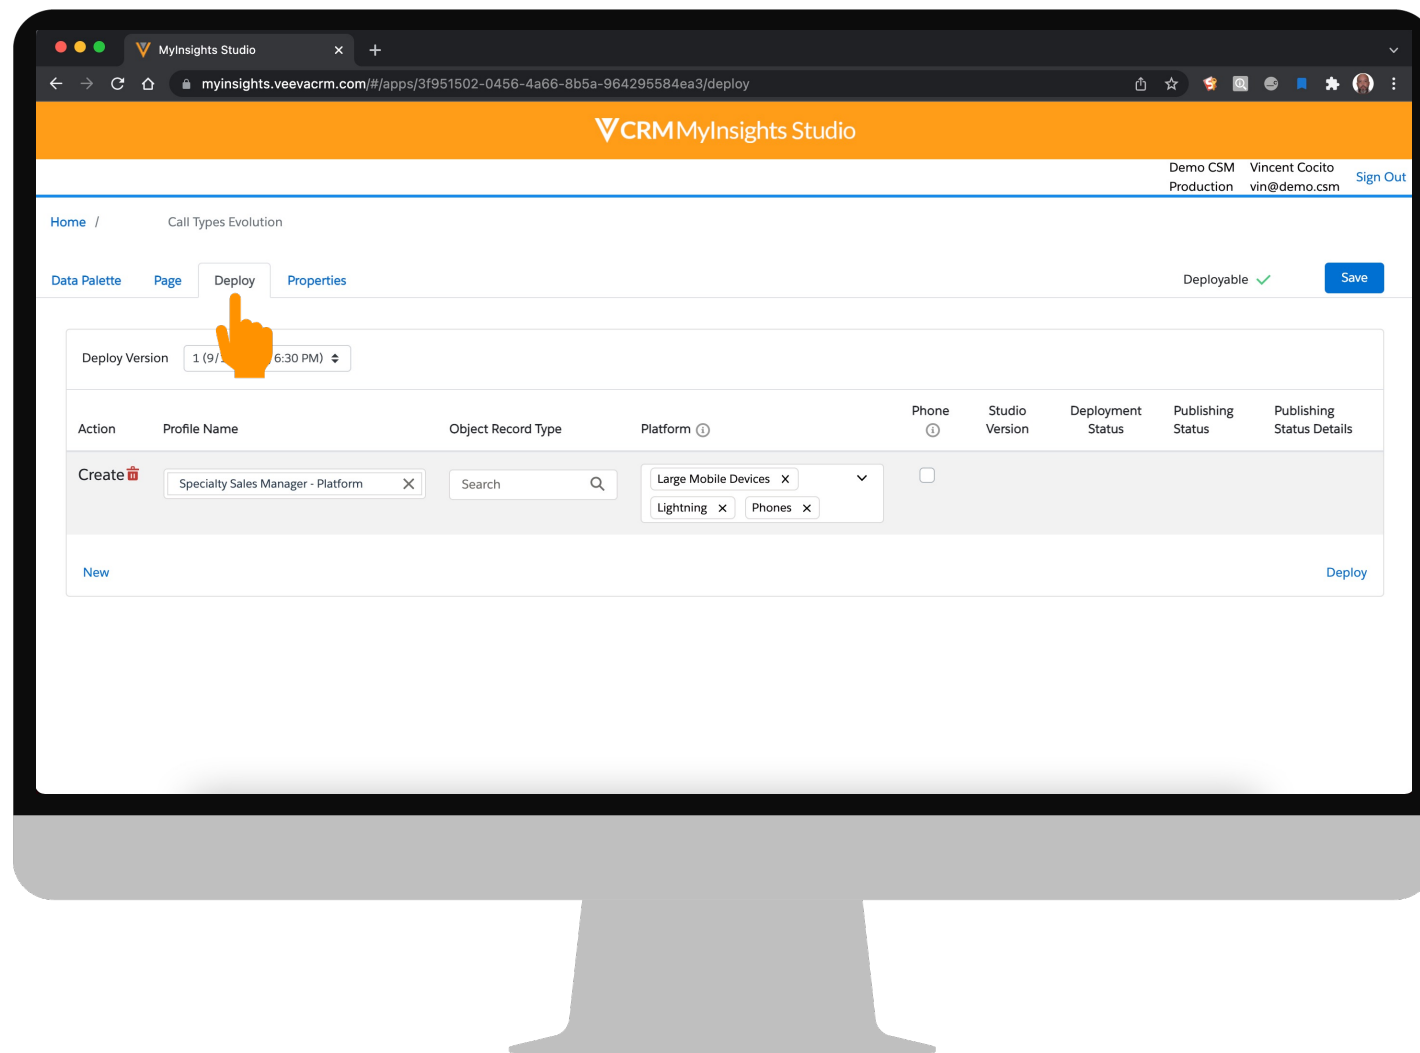 MyInsights Studio
myinsights.veevacrm.com/#/apps/3f951502-0456-4a66-8b5a-964295584ea3/deploy
CRM MyInsights Studio
Demo CSM Vincent Cocito
Production vin@demo.csm
Sign Out
Home / Call Types Evolution
Data Palette Page Deploy Properties Deployable Save
Deploy Version 1 (9/ 6:30 PM)
Action Profile Name Object Record Type Platform Phone Studio Version Deployment Status Publishing Status Publishing Status Details
Create Specialty Sales Manager - Platform X Search Large Mobile Devices X
Lightning X Phones X
New Deploy